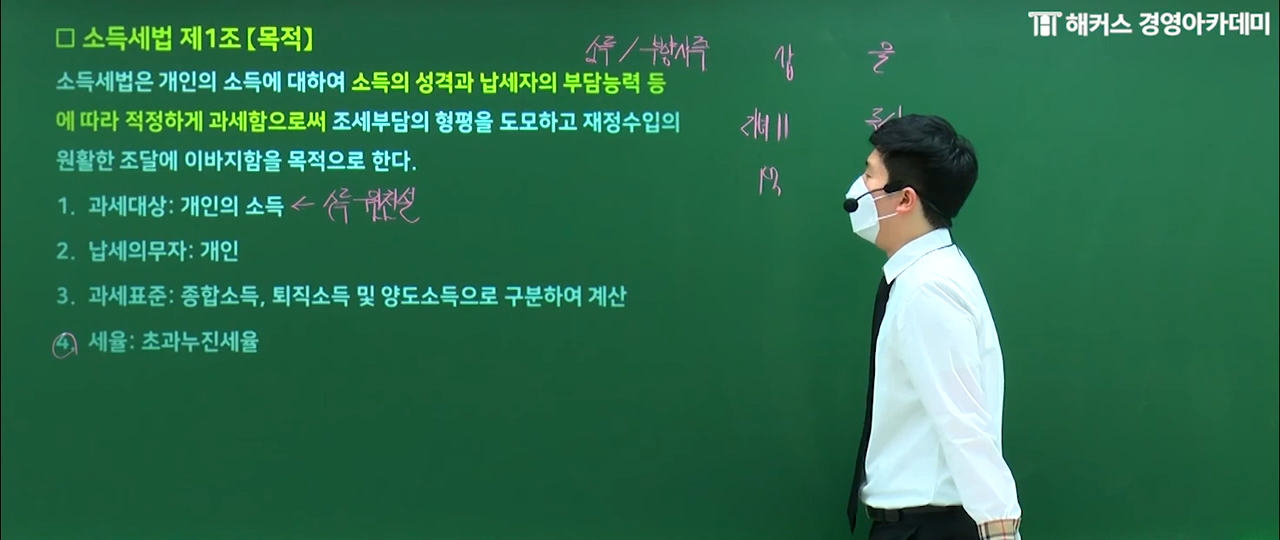 해커스 경영아카데미
□ 소득세법 제1조【목적】
소득세법은 개인의 소득에 대하여 소득의 성격과 납세자의 부담능력 등
에 따라 적정하게 과세함으로써 조세부담의 형평을 도모하고 재정수입의
원활한 조달에 이바지함을 목적으로 한다.
1. 과세대상: 개인의 소득 ← 소득원천설
2. 납세의무자: 개인
3. 과세표준: 종합소득, 퇴직소득 및 양도소득으로 구분하여 계산
4. 세율: 초과누진세율
갑 을